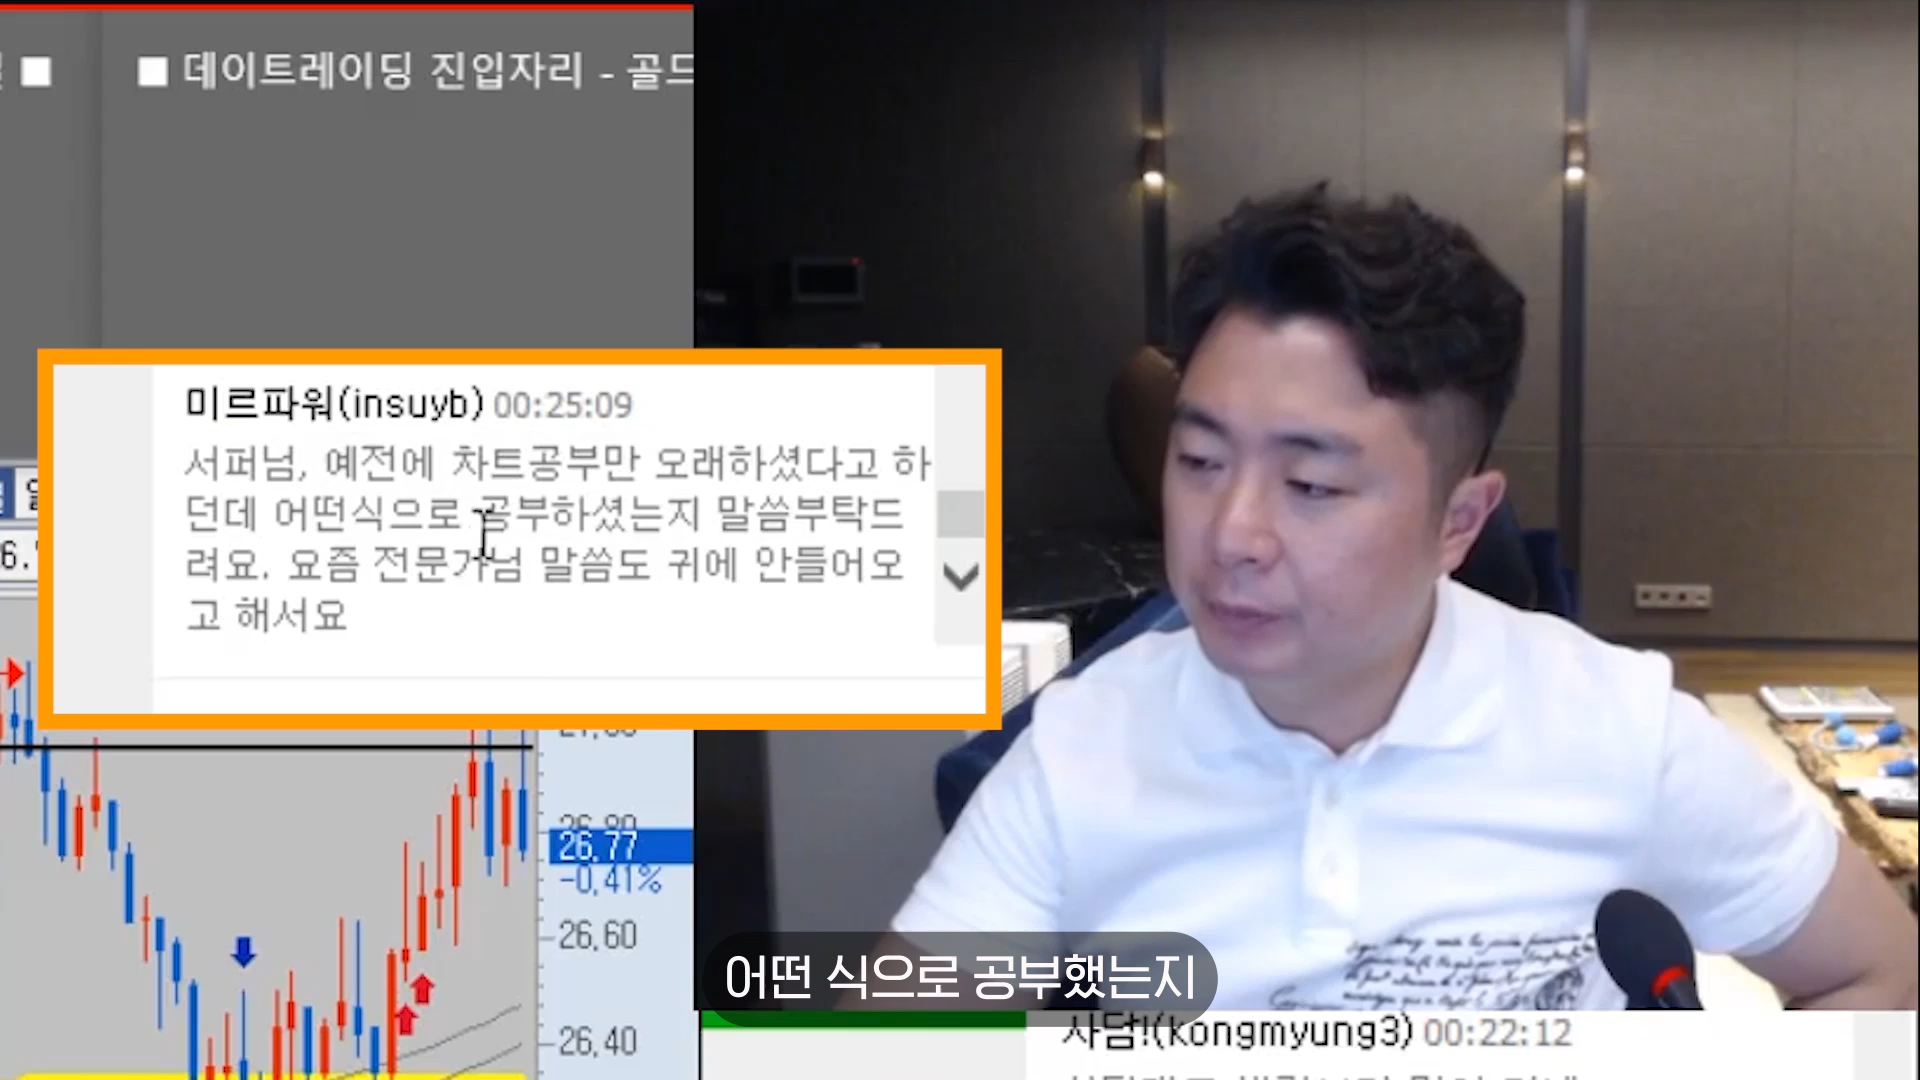 ■ ■ 데이트레이딩 진입자리 - 골드
미르파워(insuyb) 00:25:09
서퍼님, 예전에 차트공부만 오래하셨다고 하
던데 어떤식으로 공부하셨는지 말씀부탁드
려요. 요즘 전문가님 말씀도 귀에 안들어오
고 해서요
26.80
26.77
-0.41%
26.60
26.40
어떤 식으로 공부했는지
사담!(kongmyung3) 00:22:12